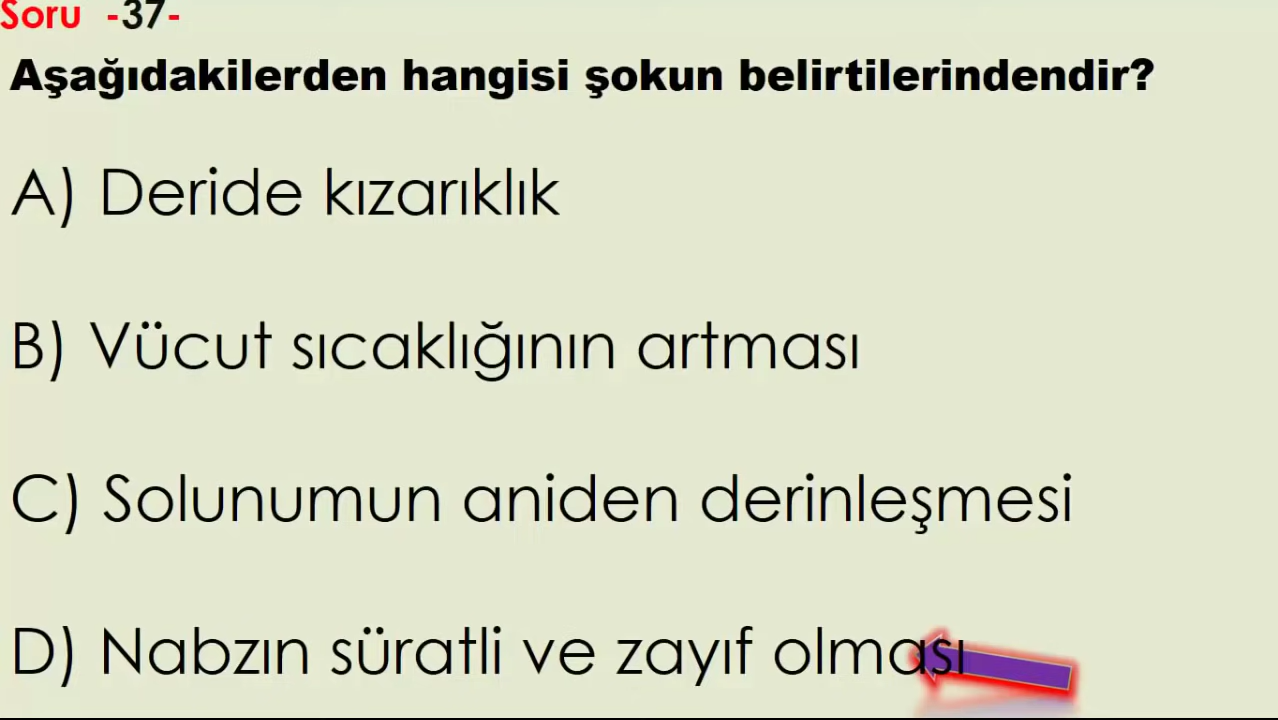 Soru -37-
Aşağıdakilerden hangisi şokun belirtilerindendir?
A) Deride kızarıklık
B) Vücut sıcaklığının artması
C) Solunumun aniden derinleşmesi
D) Nabzın süratli ve zayıf olması